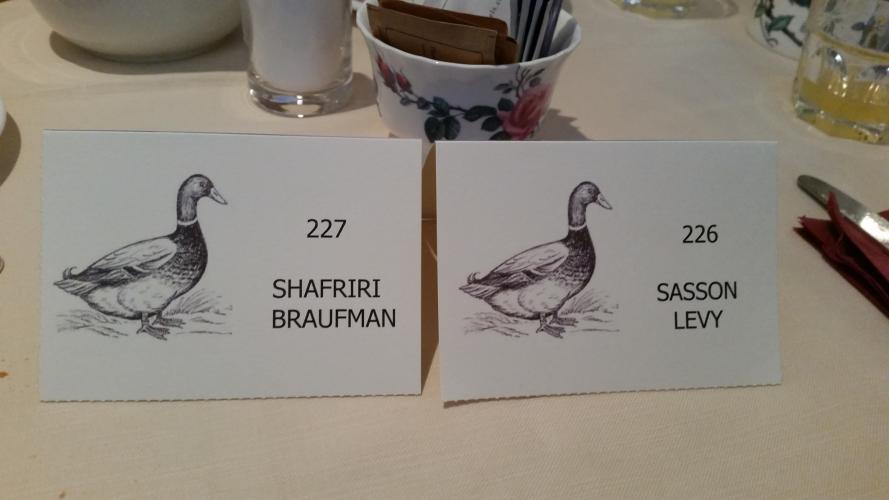 227
SHAFRIRI
BRAUFMAN
226
SASSON
LEVY